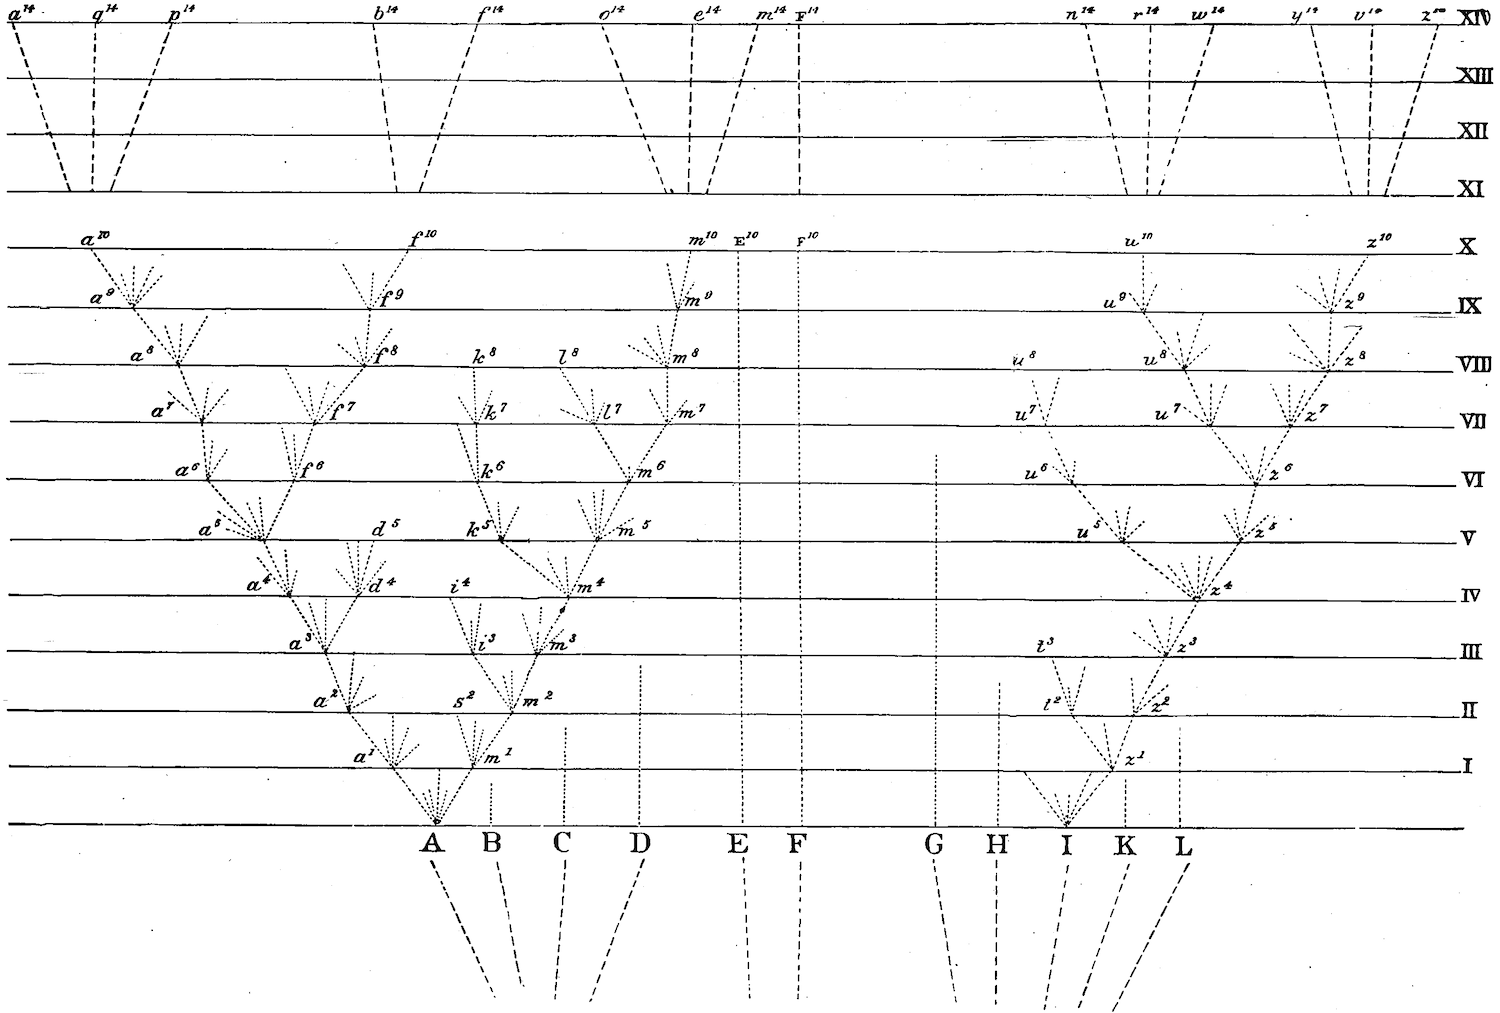 a¹⁴ q¹⁴ p¹⁴ b¹⁴ f¹⁴ o¹⁴ e¹⁴ m¹⁴ F¹⁴ n¹⁴ r¹⁴ w¹⁴ y¹⁴ v¹⁴ z¹⁴ XIV
XIII
XII
XI
a¹⁰ f¹⁰ m¹⁰ E¹⁰ F¹⁰ u¹⁰ z¹⁰ X
a⁹ f⁹ m⁹ u⁹ z⁹ IX
a⁸ f⁸ k⁸ l⁸ m⁸ u⁸ u⁸ z⁸ VIII
a⁷ f⁷ k⁷ l⁷ m⁷ u⁷ u⁷ z⁷ VII
a⁶ f⁶ k⁶ m⁶ u⁶ z⁶ VI
a⁵ d⁵ k⁵ m⁵ u⁵ z⁵ V
a⁴ d⁴ i⁴ m⁴ z⁴ IV
a³ i³ m³ t³ z³ III
a² s² m² t² z² II
a¹ m¹ z¹ I
A B C D E F G H I K L